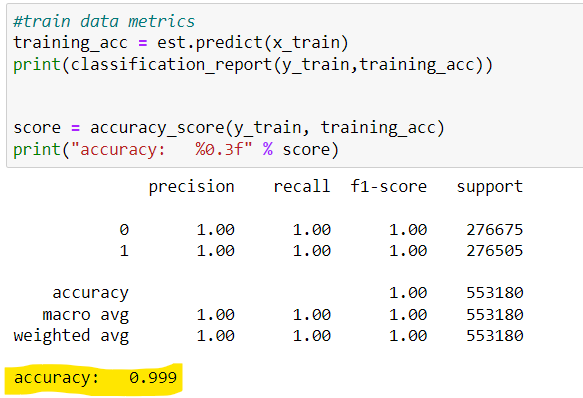 #train data metrics
training_acc = est.predict(x_train)
print(classification_report(y_train,training_acc))
score = accuracy_score(y_train, training_acc)
print("accuracy:   %0.3f" % score)
precision    recall  f1-score   support
0       1.00      1.00      1.00    276675
1       1.00      1.00      1.00    276505
accuracy                           1.00    553180
macro avg       1.00      1.00      1.00    553180
weighted avg       1.00      1.00      1.00    553180
accuracy:   0.999